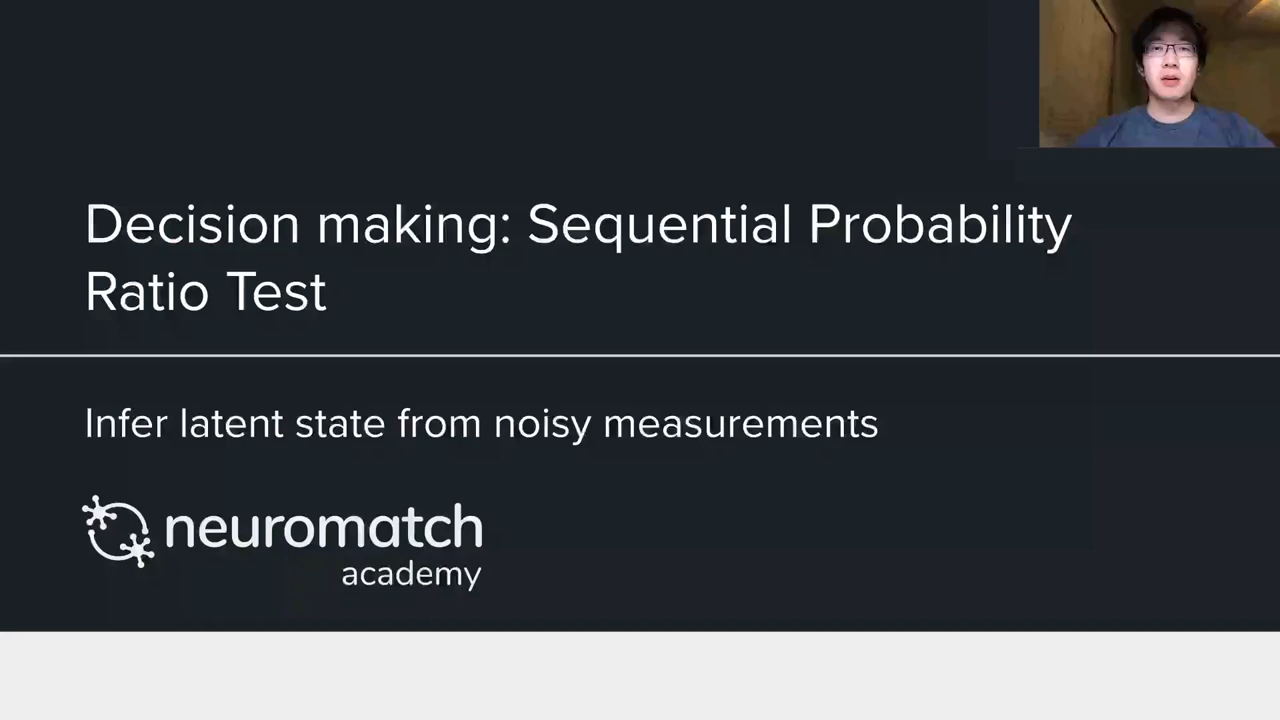 Decision making: Sequential Probability
Ratio Test
Infer latent state from noisy measurements
neuromatch
academy